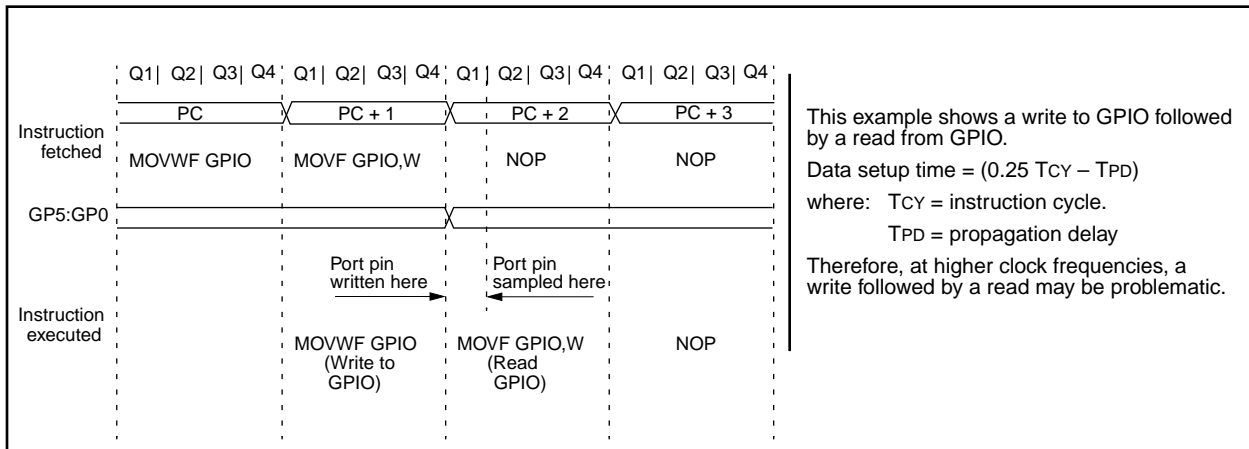 Q1| Q2| Q3| Q4 Q1| Q2| Q3| Q4 Q1| Q2| Q3| Q4 Q1| Q2| Q3| Q4
PC PC + 1 PC + 2 PC + 3
Instruction
fetched
MOVWF GPIO MOVF GPIO,W NOP NOP
GP5:GP0
Port pin
written here
Port pin
sampled here
Instruction
executed
MOVWF GPIO
(Write to
GPIO)
MOVF GPIO,W
(Read
GPIO)
NOP
This example shows a write to GPIO followed
by a read from GPIO.
Data setup time = (0.25 TCY – TPD)
where: TCY = instruction cycle.
TPD = propagation delay
Therefore, at higher clock frequencies, a
write followed by a read may be problematic.